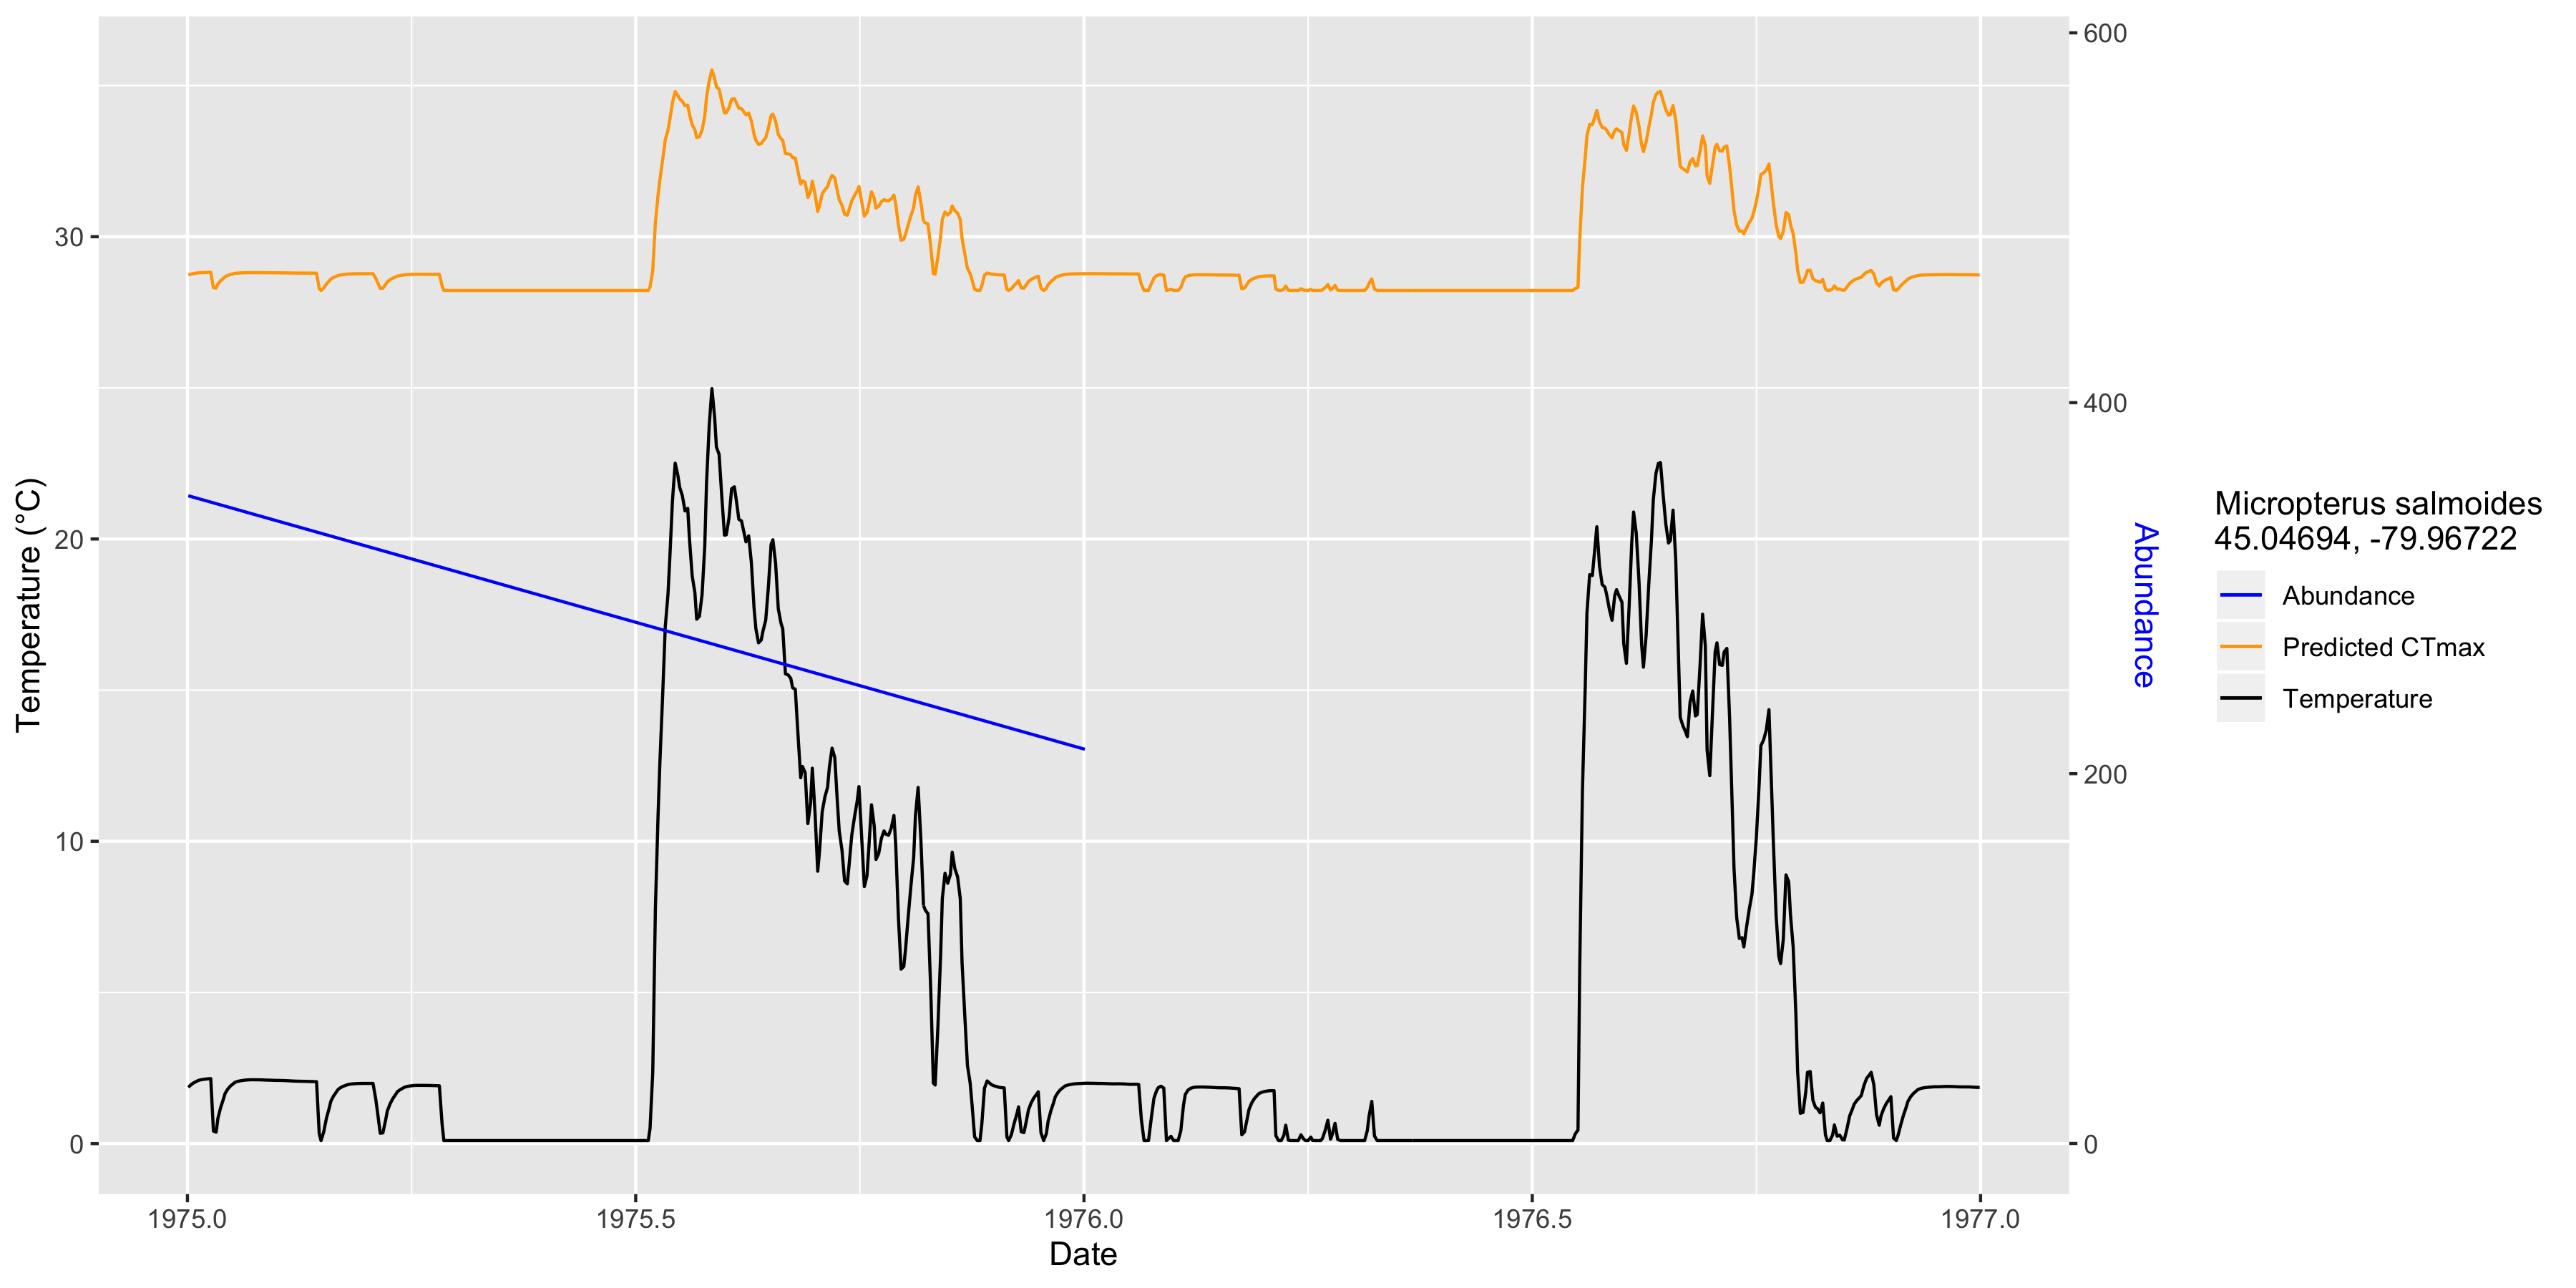 600
400
200
0
30
20
10
0
Temperature (°C)
Abundance
1975.0
1975.5
1976.0
1976.5
1977.0
Date
Micropterus salmoides
45.04694, -79.96722
Abundance
Predicted CTmax
Temperature